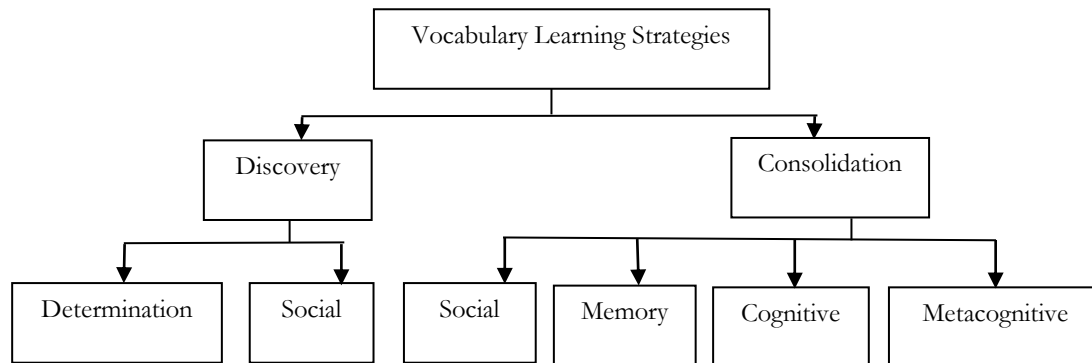 Vocabulary Learning Strategies
Discovery
Consolidation
Determination
Social
Social
Memory
Cognitive
Metacognitive